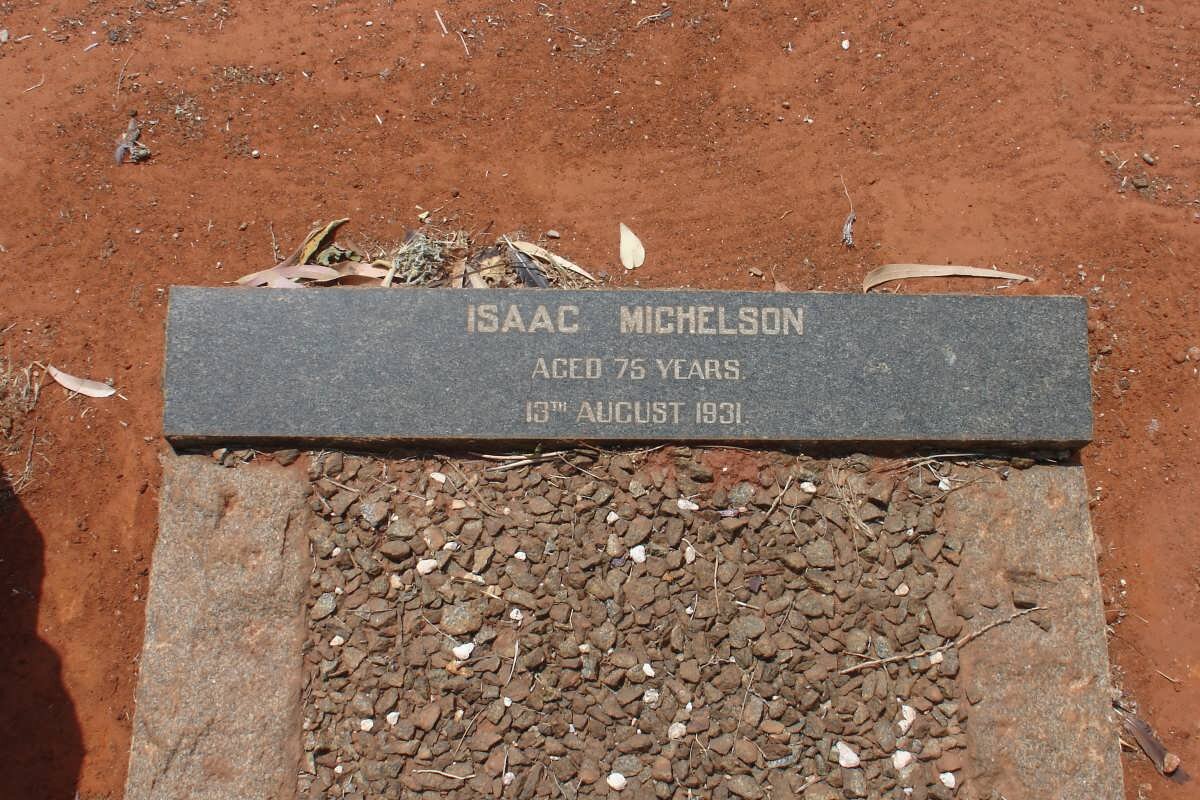 ISAAC MICHELSON
AGED 75 YEARS.
13TH AUGUST 1931.